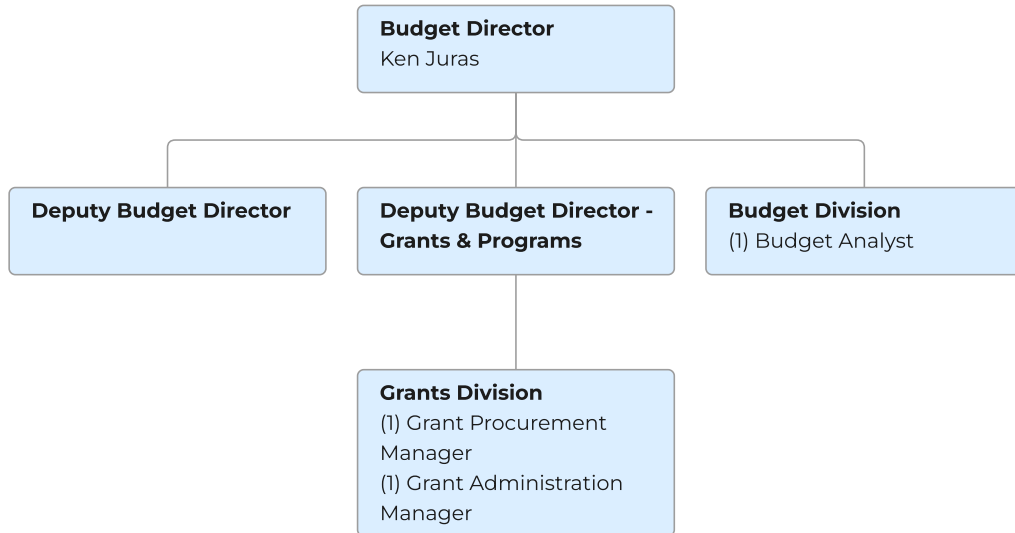 Budget Director
Ken Juras
Deputy Budget Director
Deputy Budget Director -
Grants & Programs
Budget Division
(1) Budget Analyst
Grants Division
(1) Grant Procurement
Manager
(1) Grant Administration
Manager